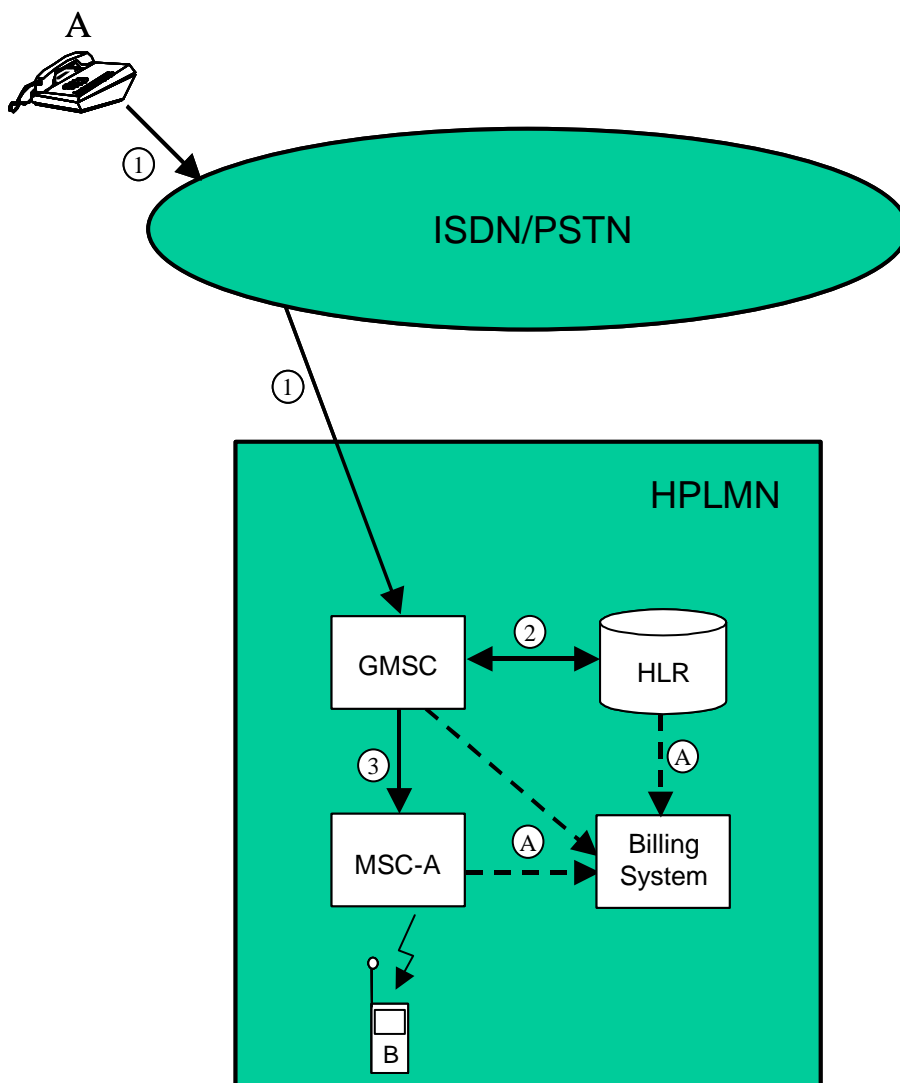 A
1
ISDN/PSTN
1
HPLMN
GMSC
2
HLR
3
A
MSC-A
A
Billing
System
B